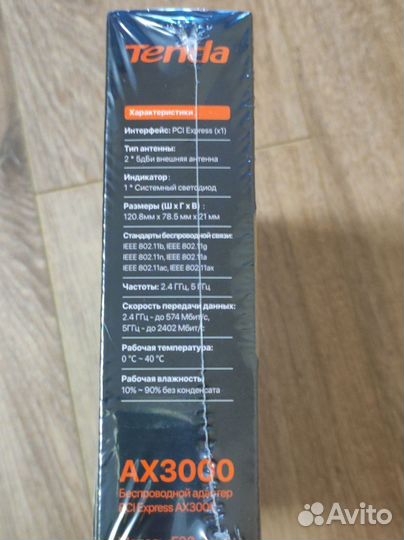 Tenda
Характеристики
Интерфейс: PCI Express (x1)
Тип антенны:
2 * 5дБи внешняя антенна
Индикатор :
1 * Системный светодиод
Размеры (Ш x Г x В) :
120.8мм x 78.5 мм x 21 мм
Стандарты беспроводной связи:
IEEE 802.11b, IEEE 802.11g
IEEE 802.11n, IEEE 802.11a
IEEE 802.11ac, IEEE 802.11ax
Частоты: 2.4 ГГц, 5 ГГц
Скорость передачи данных:
2.4 ГГц - до 574 Мбит/с,
5ГГц - до 2402 Мбит/с
Рабочая температура:
0 °C ~ 40°C
Рабочая влажность:
10% ~ 90% без конденсата
AX3000
Беспроводной адаптер
PCI Express AX3000
Avito